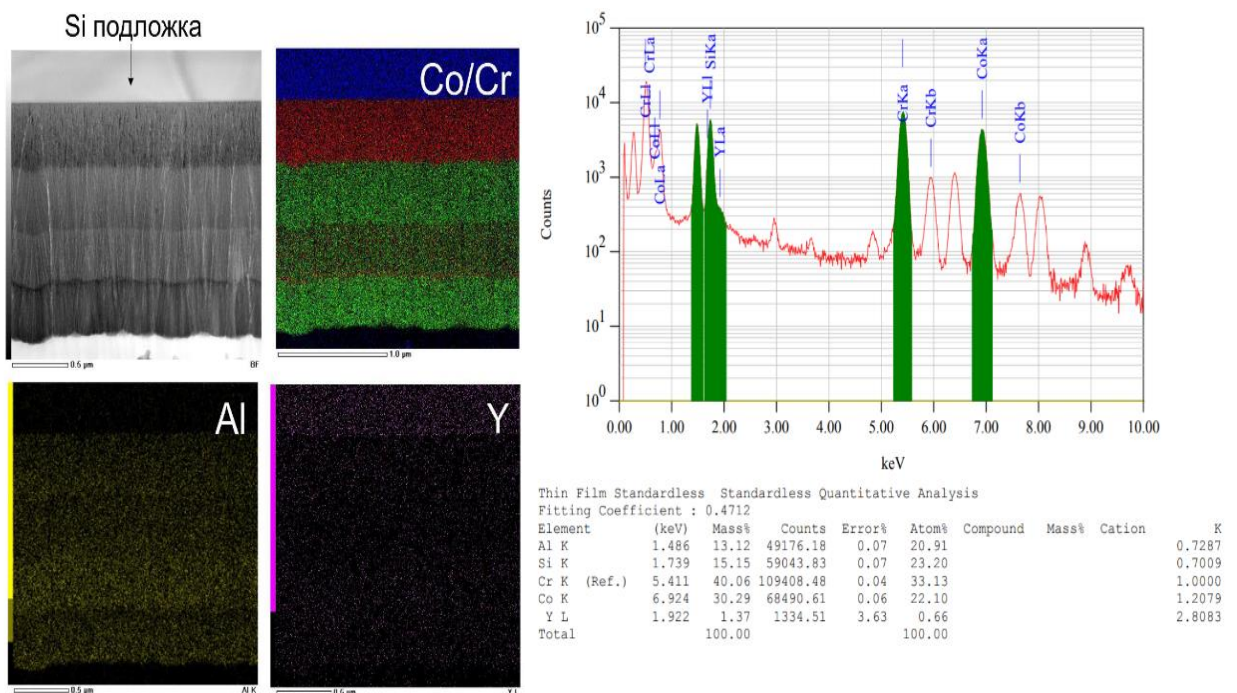 Si подложка
0.5 µm
BF
Co/Cr
1.0 µm
Al
0.5 µm
Al K
Y
0.5 µm
Y L
Counts
10⁵
10⁴
10³
10²
10¹
10⁰
CrLl
CrLa
CoLl
CoLa
YLl
SiKa
YLa
CrKa
CrKb
CoKa
CoKb
0.00 1.00 2.00 3.00 4.00 5.00 6.00 7.00 8.00 9.00 10.00
keV
Thin Film Standardless Standardless Quantitative Analysis
Fitting Coefficient : 0.4712
Element (keV) Mass% Counts Error% Atom% Compound Mass% Cation K
Al K 1.486 13.12 49176.18 0.07 20.91 0.7287
Si K 1.739 15.15 59043.83 0.07 23.20 0.7009
Cr K (Ref.) 5.411 40.06 109408.48 0.04 33.13 1.0000
Co K 6.924 30.29 68490.61 0.06 22.10 1.2079
Y L 1.922 1.37 1334.51 3.63 0.66 2.8083
Total 100.00 100.00